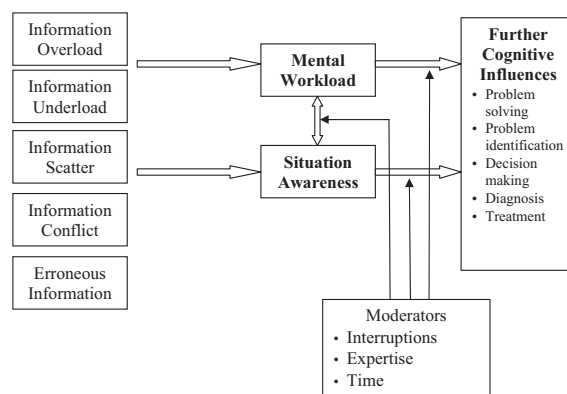 Information
Overload
Information
Underload
Information
Scatter
Information
Conflict
Erroneous
Information
Mental
Workload
Situation
Awareness
Further
Cognitive
Influences
• Problem
solving
• Problem
identification
• Decision
making
• Diagnosis
• Treatment
Moderators
• Interruptions
• Expertise
• Time